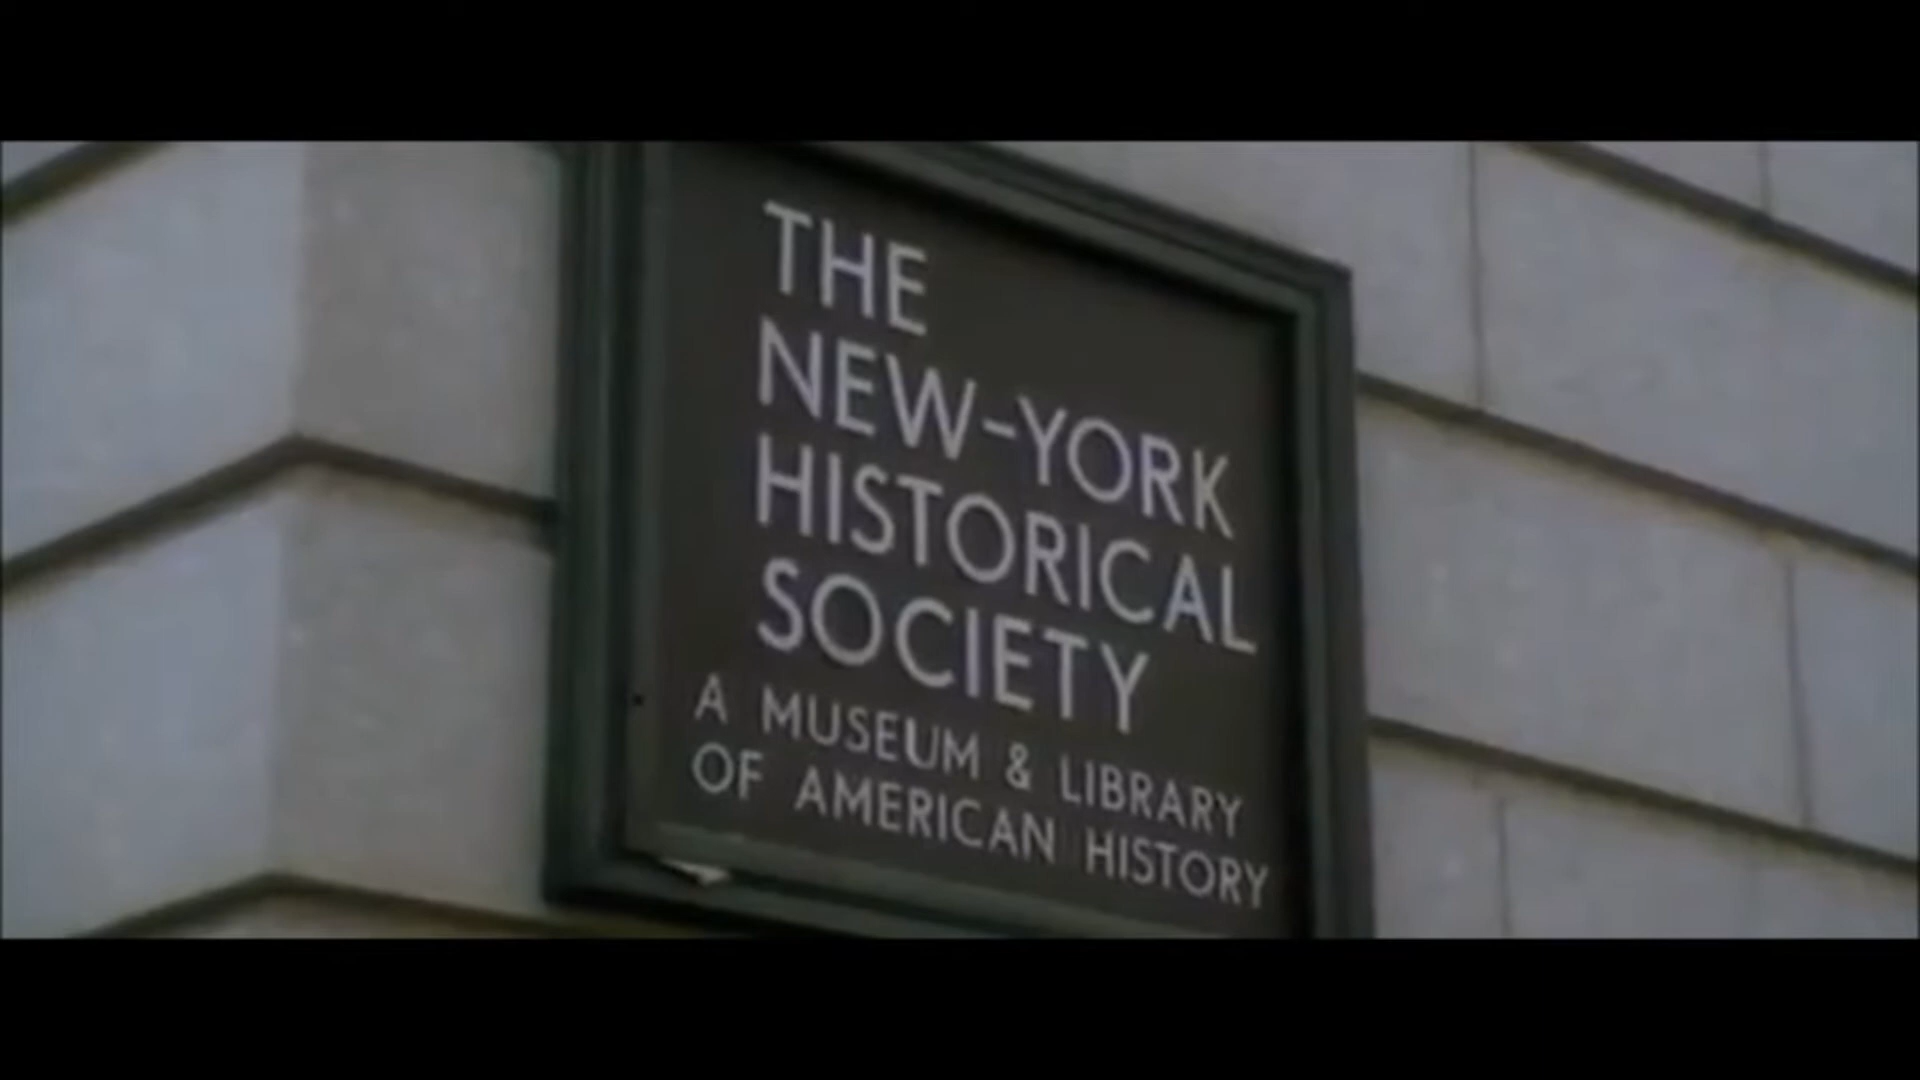 THE
NEW-YORK
HISTORICAL
SOCIETY
A MUSEUM & LIBRARY
OF AMERICAN HISTORY